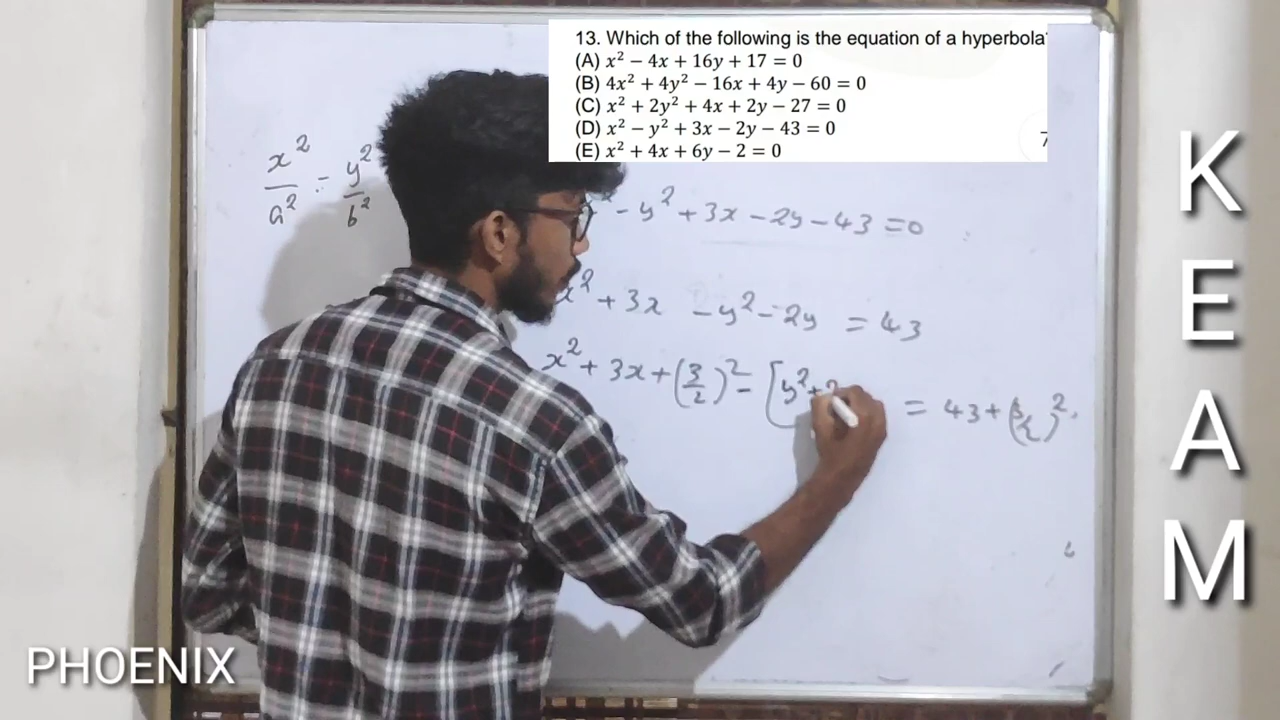 13. Which of the following is the equation of a hyperbola
(A) x² − 4x + 16y + 17 = 0
(B) 4x² + 4y² − 16x + 4y − 60 = 0
(C) x² + 2y² + 4x + 2y − 27 = 0
(D) x² − y² + 3x − 2y − 43 = 0
(E) x² + 4x + 6y − 2 = 0
7
x²/a² - y²/b²
x² - y² + 3x - 2y - 43 = 0
x² + 3x - y² - 2y = 43
x² + 3x + (3/2)² - [y² + 2 = 43 + (3/2)²
KEAM
PHOENIX